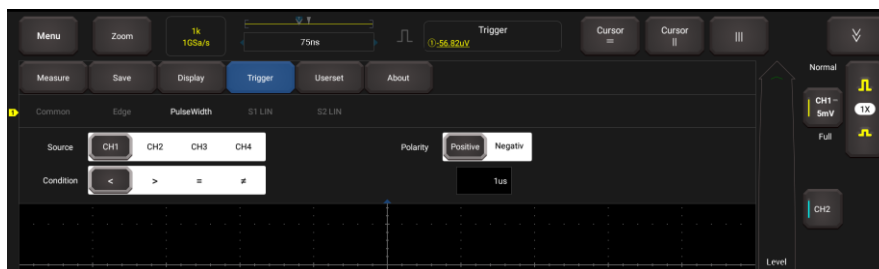 Menu
Zoom
1k
1GSa/s
T
75ns
Trigger
①-56.82uV
Cursor
=
Cursor
||
|||
Measure
Save
Display
Trigger
Userset
About
Normal
1
Common
Edge
PulseWidth
S1 LIN
S2 LIN
CH1
5mV
1X
Full
Source
CH1
CH2
CH3
CH4
Polarity
Positive
Negativ
Condition
<
>
=
≠
1us
CH2
Level